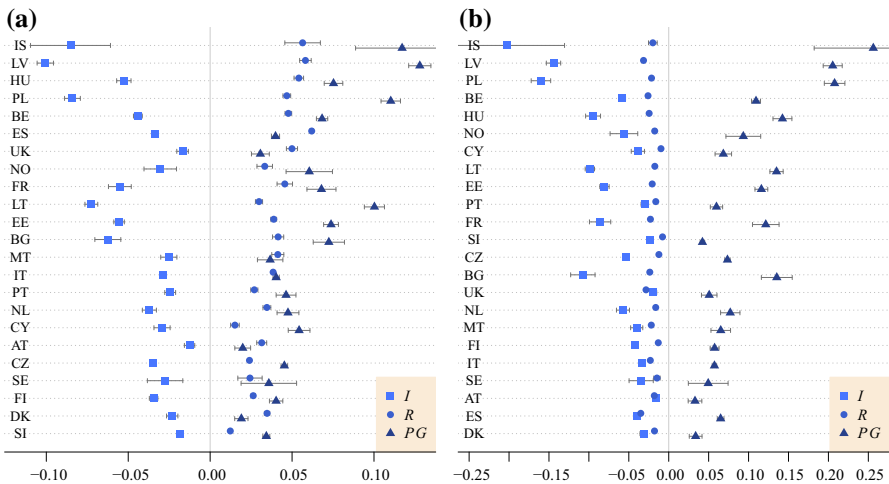 (a)
IS
LV
HU
PL
BE
ES
UK
NO
FR
LT
EE
BG
MT
IT
PT
NL
CY
AT
CZ
SE
FI
DK
SI
I
R
PG
−0.10 −0.05 0.00 0.05 0.10
(b)
IS
LV
PL
BE
HU
NO
CY
LT
EE
PT
FR
SI
CZ
BG
UK
NL
MT
FI
IT
SE
AT
ES
DK
I
R
PG
−0.25 −0.15 −0.05 0.00 0.05 0.10 0.15 0.20 0.25